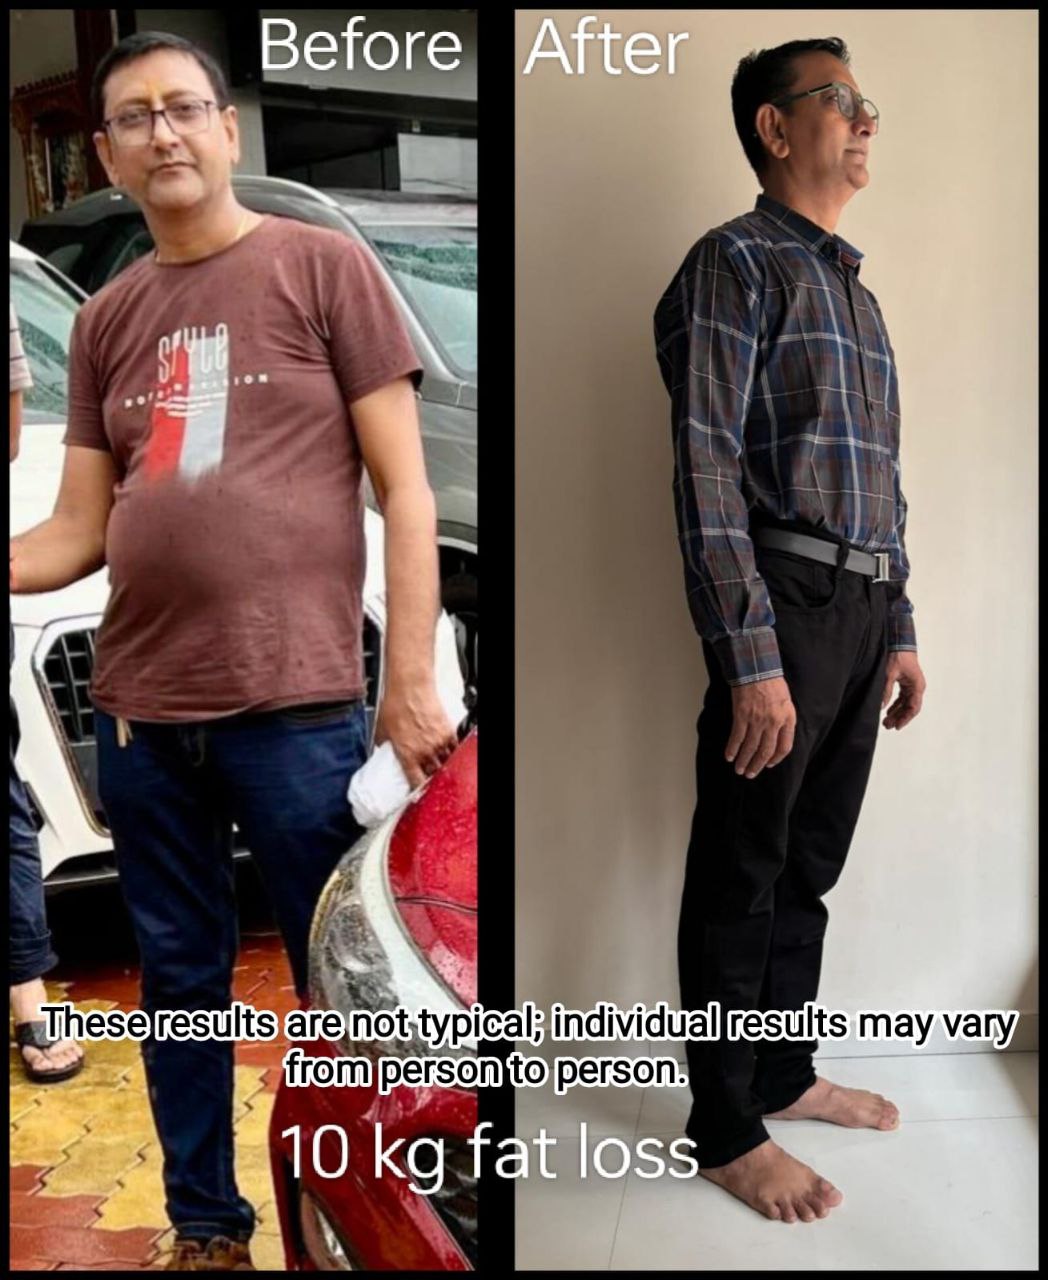 Before
After
STYLE
These results are not typical; individual results may vary
from person to person.
10 kg fat loss